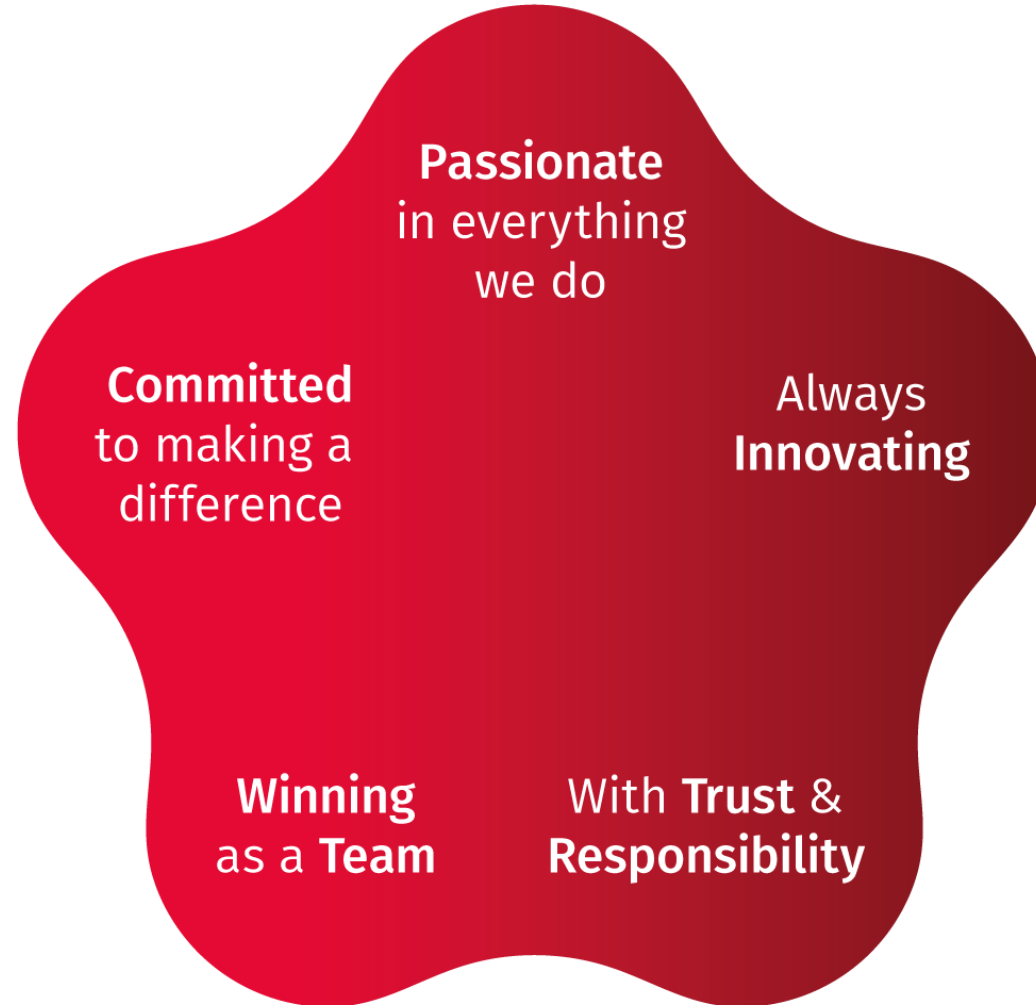 Passionate
in everything
we do
Committed
to making a
difference
Always
Innovating
Winning
as a Team
With Trust &
Responsibility